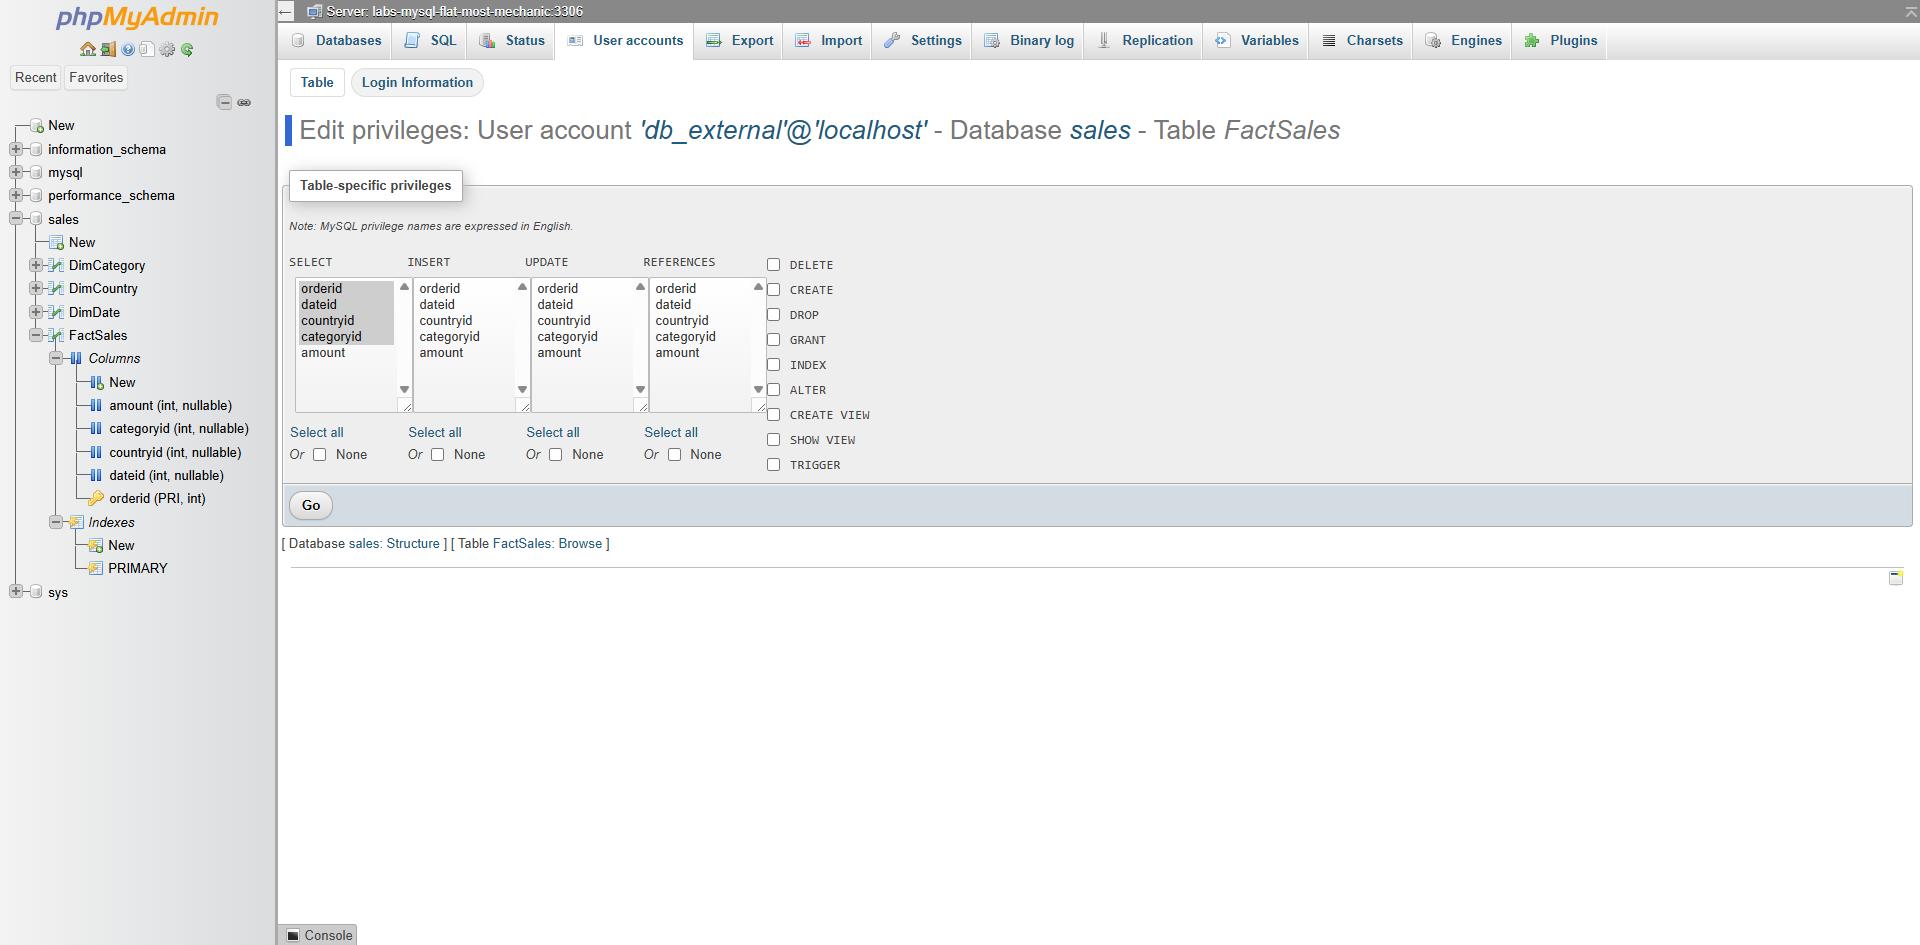 phpMyAdmin
Recent Favorites
New
information_schema
mysql
performance_schema
sales
New
DimCategory
DimCountry
DimDate
FactSales
Columns
New
amount (int, nullable)
categoryid (int, nullable)
countryid (int, nullable)
dateid (int, nullable)
orderid (PRI, int)
Indexes
New
PRIMARY
sys
Server: labs-mysql-flat-most-mechanic:3306
Databases SQL Status User accounts Export Import Settings Binary log Replication Variables Charsets Engines Plugins
Table Login Information
Edit privileges: User account 'db_external'@'localhost' - Database sales - Table FactSales
Table-specific privileges
Note: MySQL privilege names are expressed in English.
SELECT
orderid
dateid
countryid
categoryid
amount
Select all
Or None
INSERT
orderid
dateid
countryid
categoryid
amount
Select all
Or None
UPDATE
orderid
dateid
countryid
categoryid
amount
Select all
Or None
REFERENCES
orderid
dateid
countryid
categoryid
amount
Select all
Or None
DELETE
CREATE
DROP
GRANT
INDEX
ALTER
CREATE VIEW
SHOW VIEW
TRIGGER
Go
[ Database sales: Structure ] [ Table FactSales: Browse ]
Console